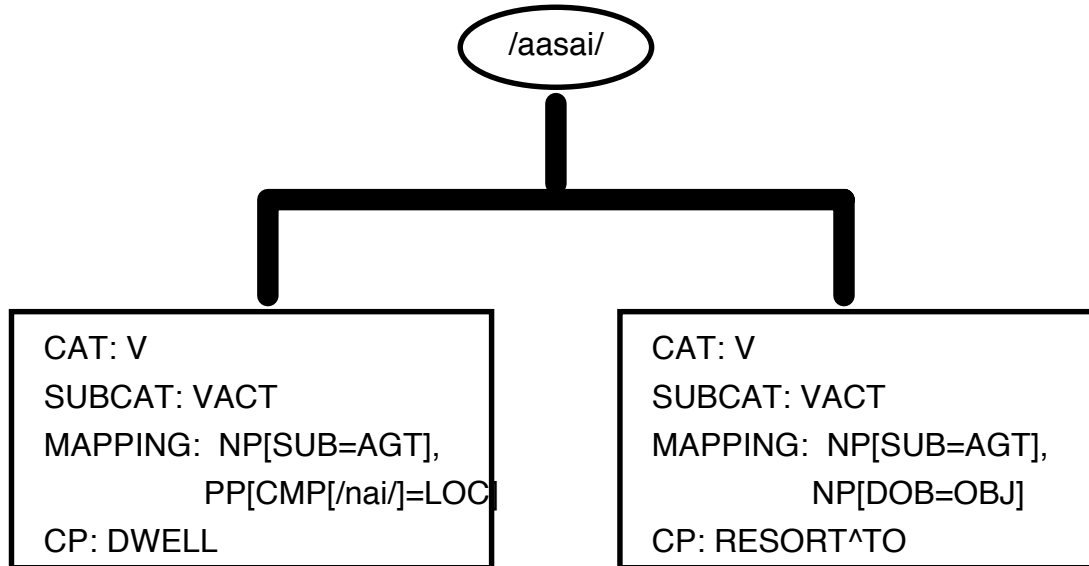 /aasai/
CAT: V
SUBCAT: VACT
MAPPING: NP[SUB=AGT],
PP[CMP[/nai/]=LOC]
CP: DWELL
CAT: V
SUBCAT: VACT
MAPPING: NP[SUB=AGT],
NP[DOB=OBJ]
CP: RESORT^TO